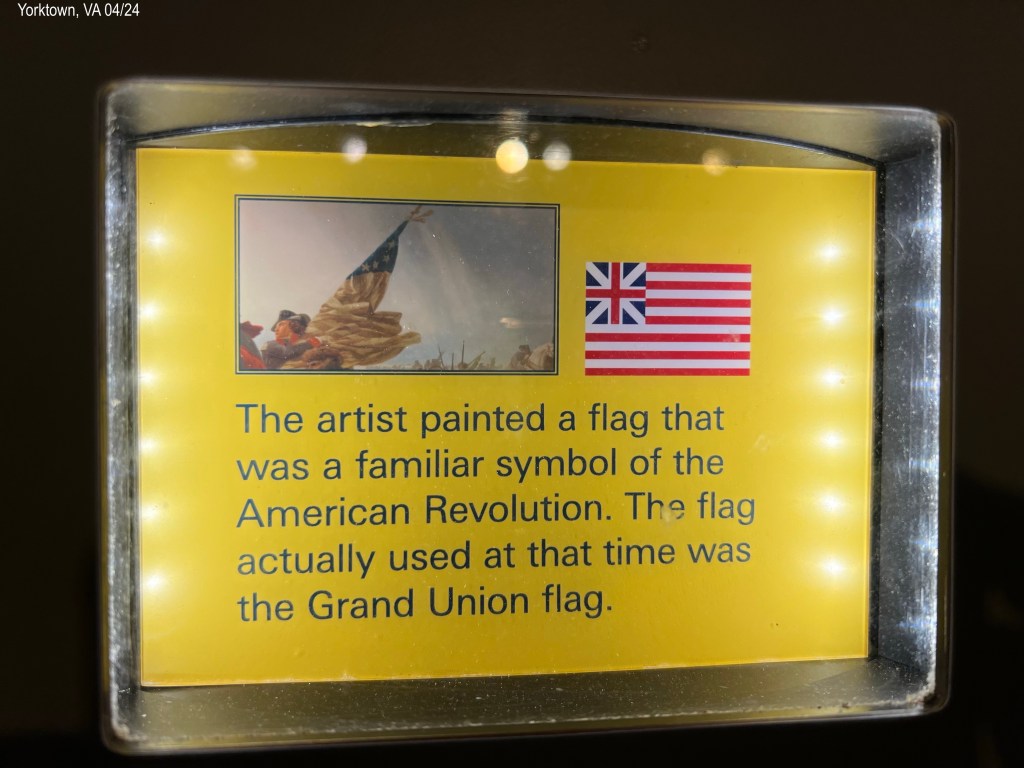 Yorktown, VA 04/24
The artist painted a flag that
was a familiar symbol of the
American Revolution. The flag
actually used at that time was
the Grand Union flag.